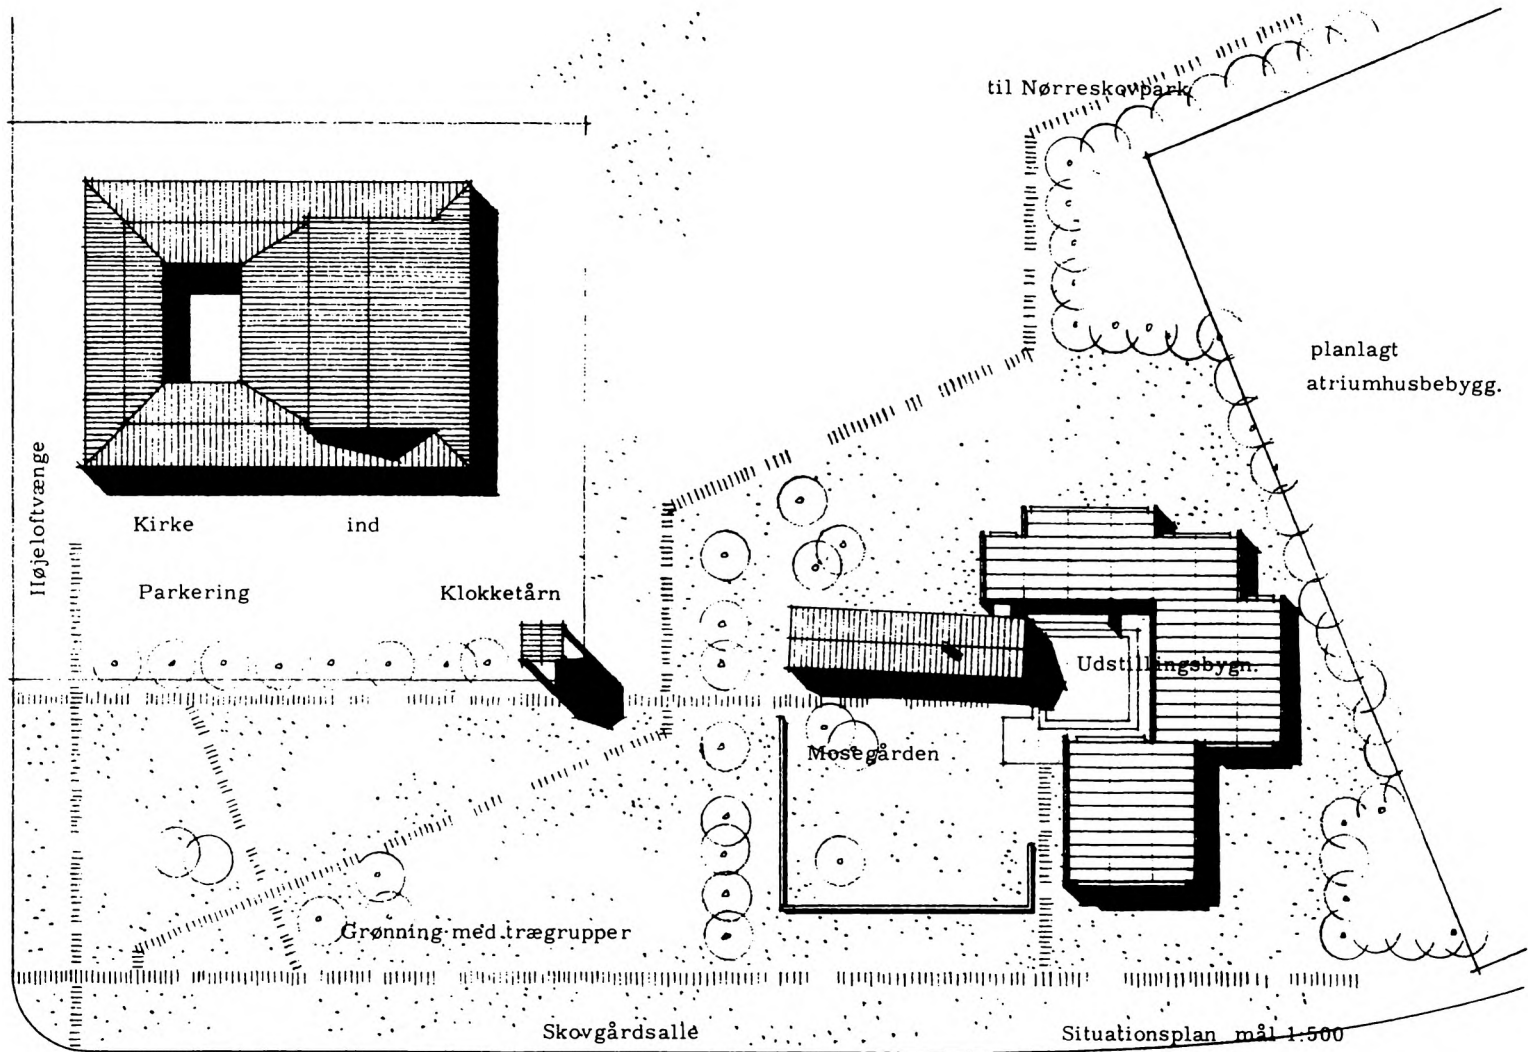 til Nørreskovpark
planlagt
atriumhusbebygg.
Højeloftvænge
Kirke ind
Parkering
Klokketårn
Udstillingsbygn.
Mosegården
Grønning med trægrupper
Skovgårdsalle
Situationsplan mål 1:500